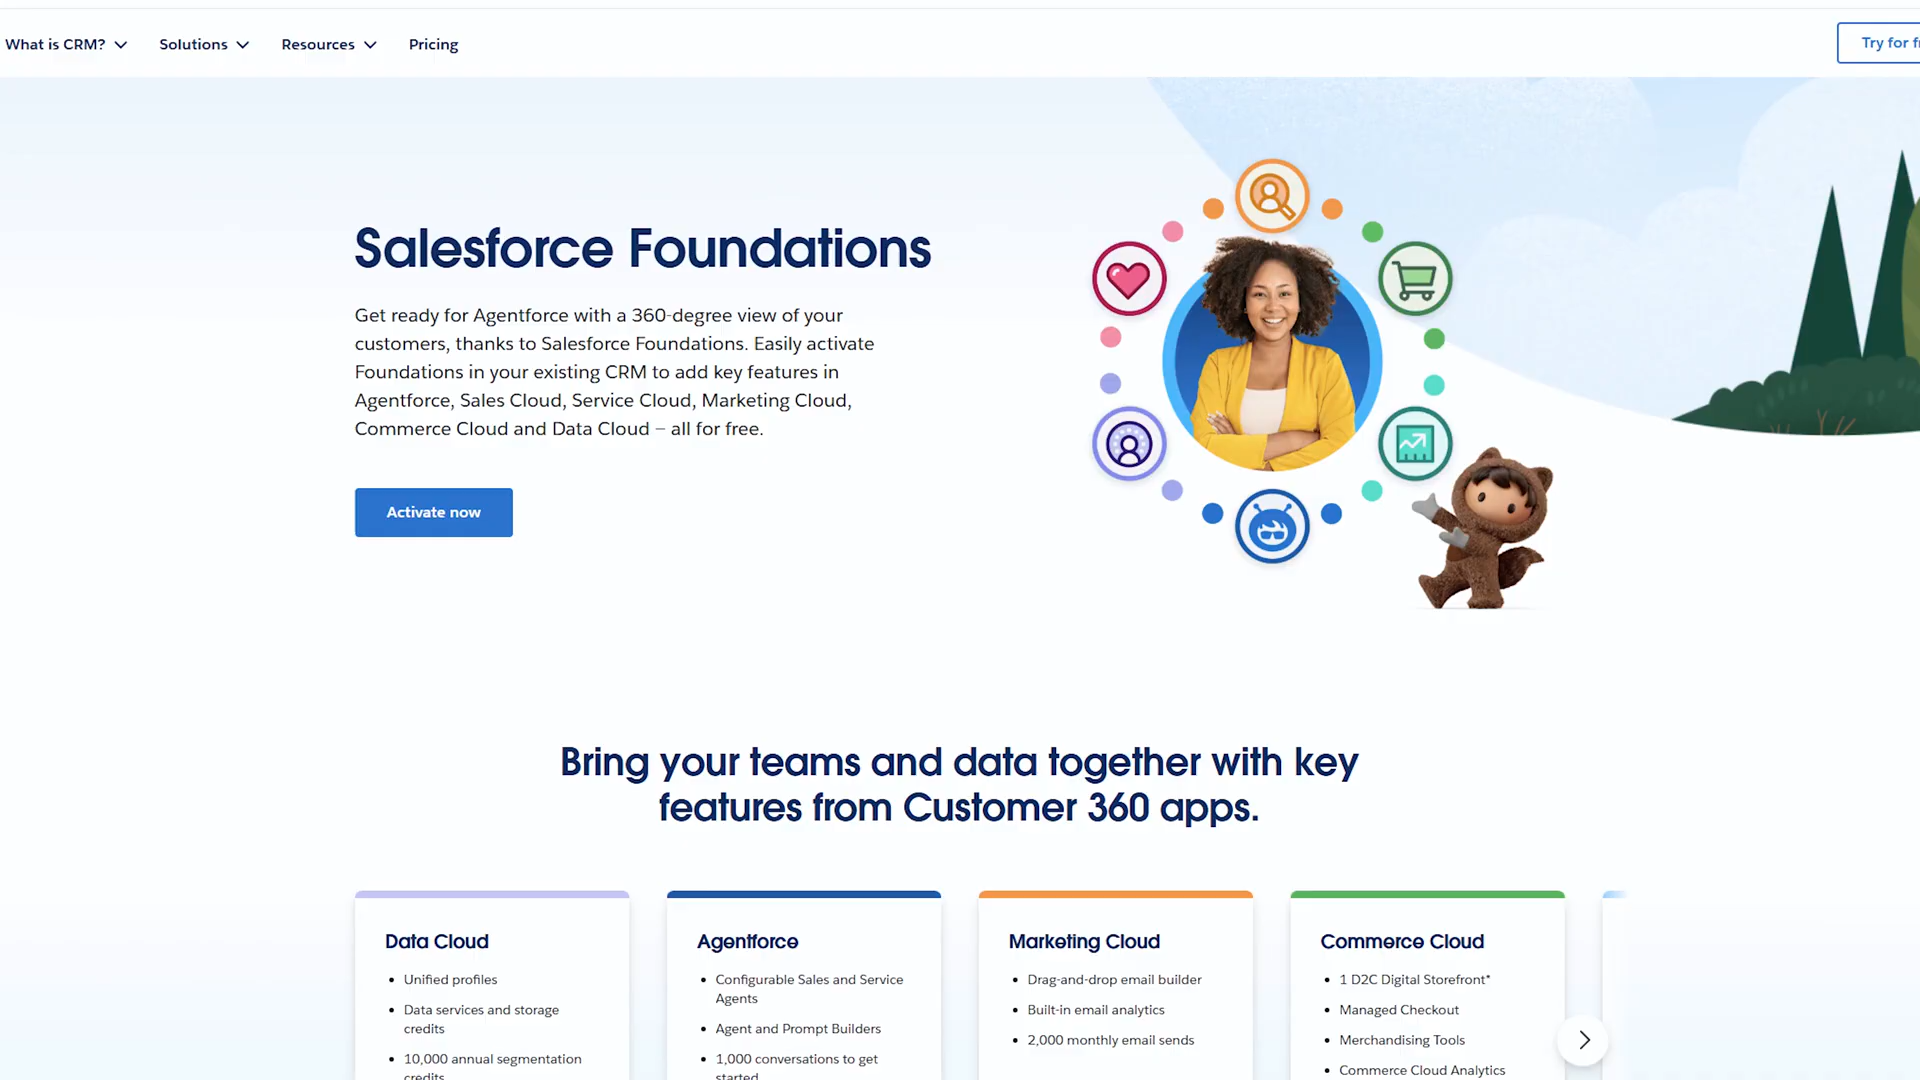 What is CRM?
Solutions
Resources
Pricing
Try for
Salesforce Foundations
Get ready for Agentforce with a 360-degree view of your
customers, thanks to Salesforce Foundations. Easily activate
Foundations in your existing CRM to add key features in
Agentforce, Sales Cloud, Service Cloud, Marketing Cloud,
Commerce Cloud and Data Cloud – all for free.
Activate now
Bring your teams and data together with key
features from Customer 360 apps.
Data Cloud
• Unified profiles
• Data services and storage
credits
• 10,000 annual segmentation
credits
Agentforce
• Configurable Sales and Service
Agents
• Agent and Prompt Builders
• 1,000 conversations to get
started
Marketing Cloud
• Drag-and-drop email builder
• Built-in email analytics
• 2,000 monthly email sends
Commerce Cloud
• 1 D2C Digital Storefront*
• Managed Checkout
• Merchandising Tools
• Commerce Cloud Analytics